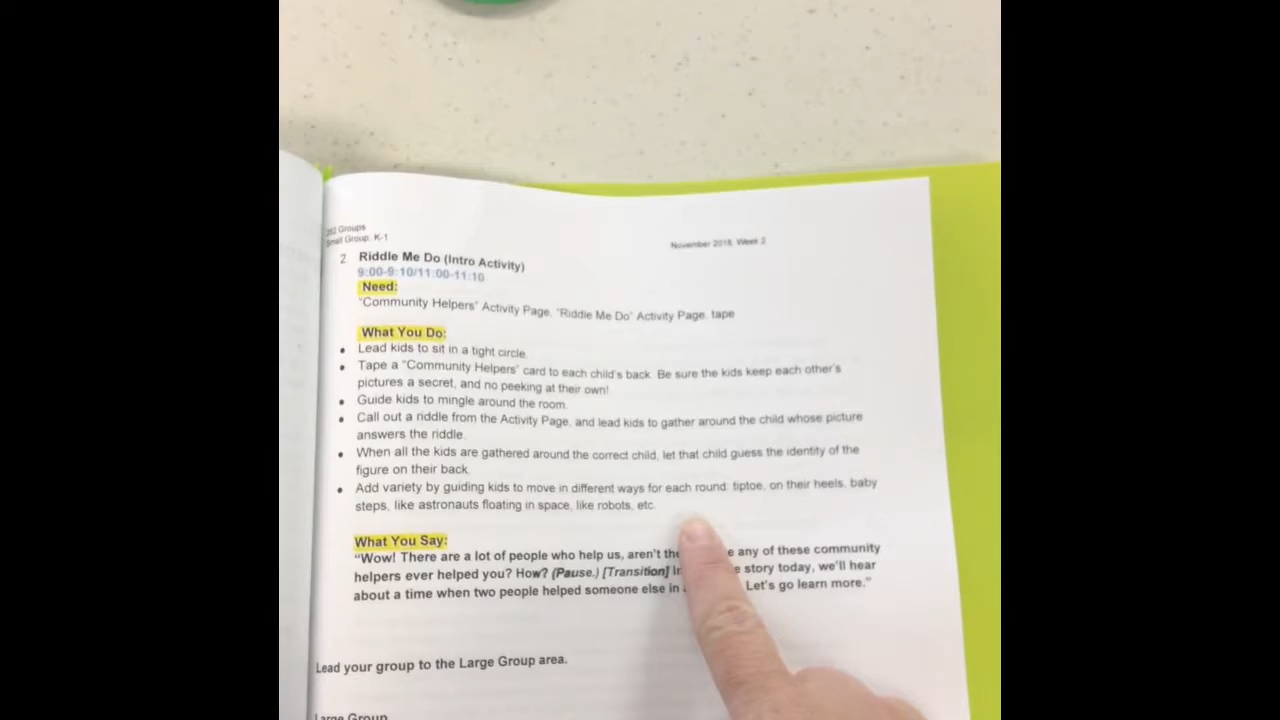 252 Groups
Small Group, K-1
November 2018, Week 2
2. Riddle Me Do (Intro Activity)
9:00-9:10/11:00-11:10
Need:
"Community Helpers" Activity Page, "Riddle Me Do" Activity Page, tape
What You Do:
• Lead kids to sit in a tight circle.
• Tape a "Community Helpers" card to each child's back. Be sure the kids keep each other's
pictures a secret, and no peeking at their own!
• Guide kids to mingle around the room.
• Call out a riddle from the Activity Page, and lead kids to gather around the child whose picture
answers the riddle.
• When all the kids are gathered around the correct child, let that child guess the identity of the
figure on their back.
• Add variety by guiding kids to move in different ways for each round: tiptoe, on their heels, baby
steps, like astronauts floating in space, like robots, etc.
What You Say:
"Wow! There are a lot of people who help us, aren't any of these community
helpers ever helped you? How? (Pause.) [Transition] story today, we'll hear
about a time when two people helped someone else in Let's go learn more."
Lead your group to the Large Group area.
Large Group